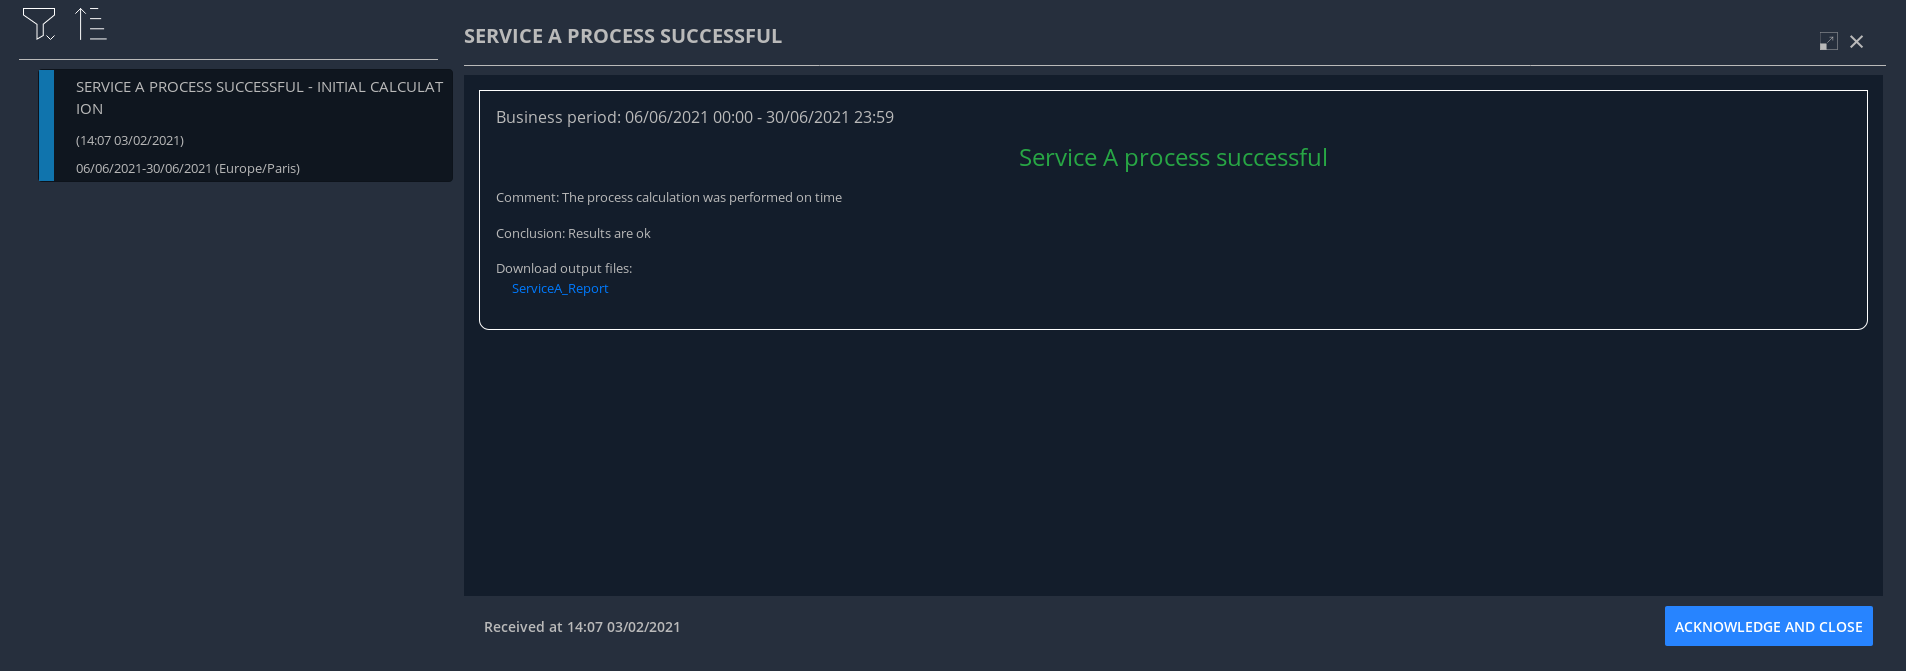 SERVICE A PROCESS SUCCESSFUL
SERVICE A PROCESS SUCCESSFUL - INITIAL CALCULAT
ION
(14:07 03/02/2021)
06/06/2021-30/06/2021 (Europe/Paris)
Business period: 06/06/2021 00:00 - 30/06/2021 23:59
Service A process successful
Comment: The process calculation was performed on time
Conclusion: Results are ok
Download output files:
ServiceA_Report
Received at 14:07 03/02/2021
ACKNOWLEDGE AND CLOSE